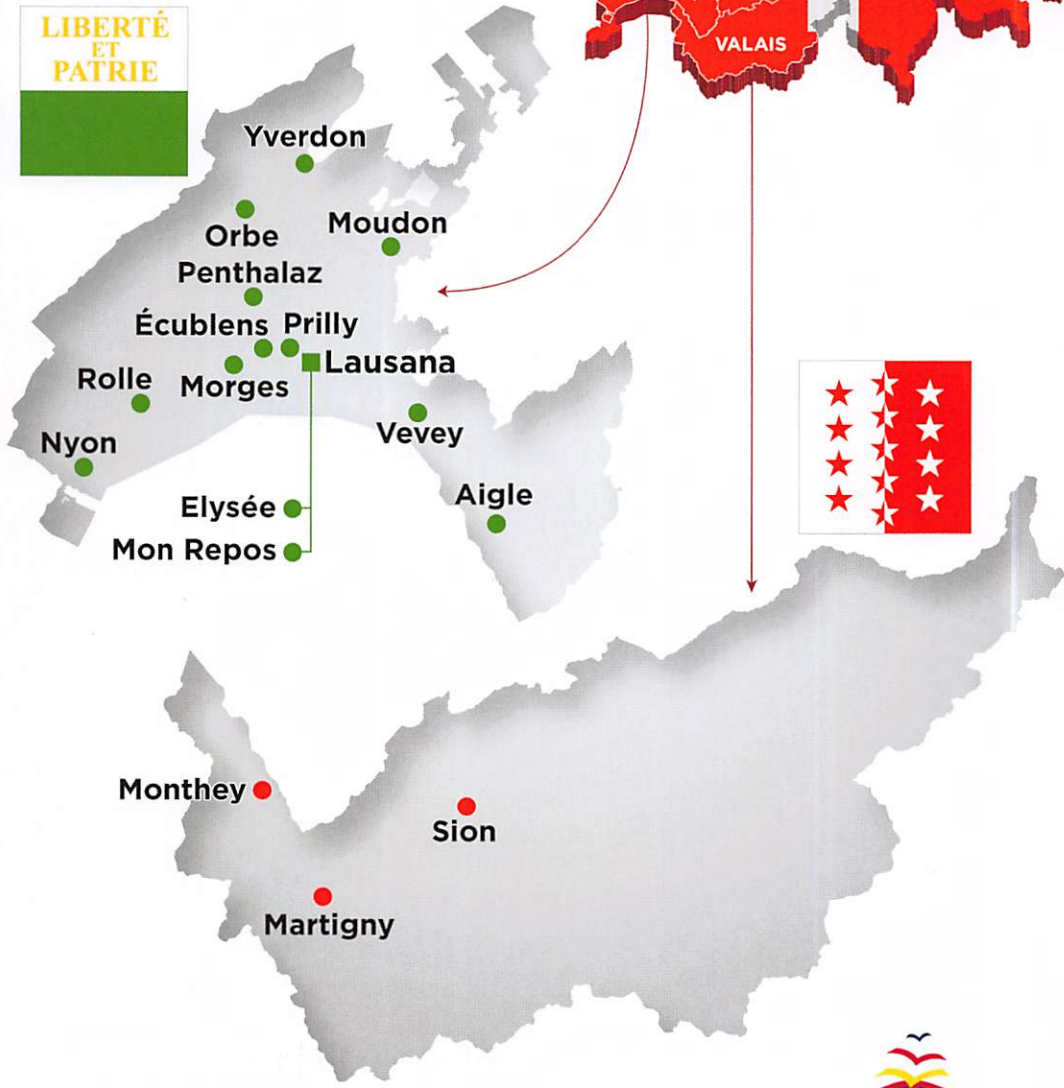 LIBERTÉ
ET
PATRIE
VALAIS
Yverdon
Orbe
Moudon
Penthalaz
Écublens
Prilly
Lausana
Rolle
Morges
Vevey
Nyon
Elysée
Aigle
Mon Repos
Monthey
Sion
Martigny